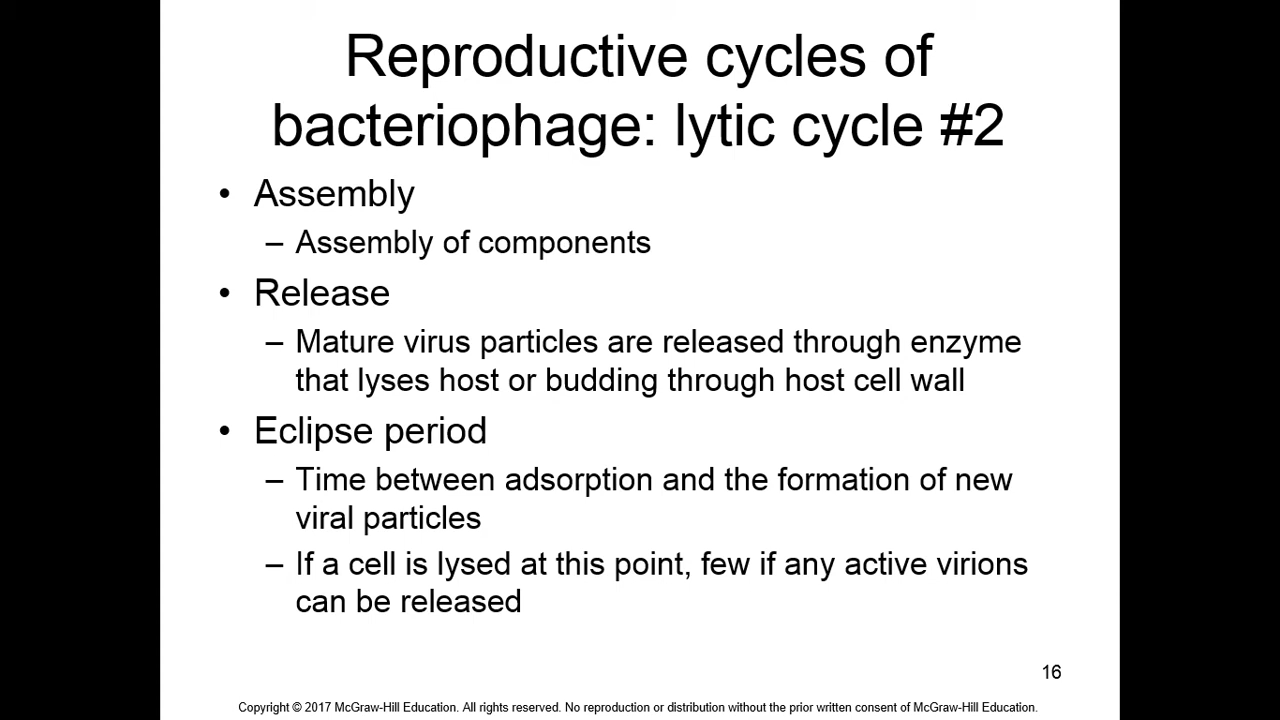 Reproductive cycles of
bacteriophage: lytic cycle #2
• Assembly
– Assembly of components
• Release
– Mature virus particles are released through enzyme
that lyses host or budding through host cell wall
• Eclipse period
– Time between adsorption and the formation of new
viral particles
– If a cell is lysed at this point, few if any active virions
can be released
16
Copyright © 2017 McGraw-Hill Education. All rights reserved. No reproduction or distribution without the prior written consent of McGraw-Hill Education.